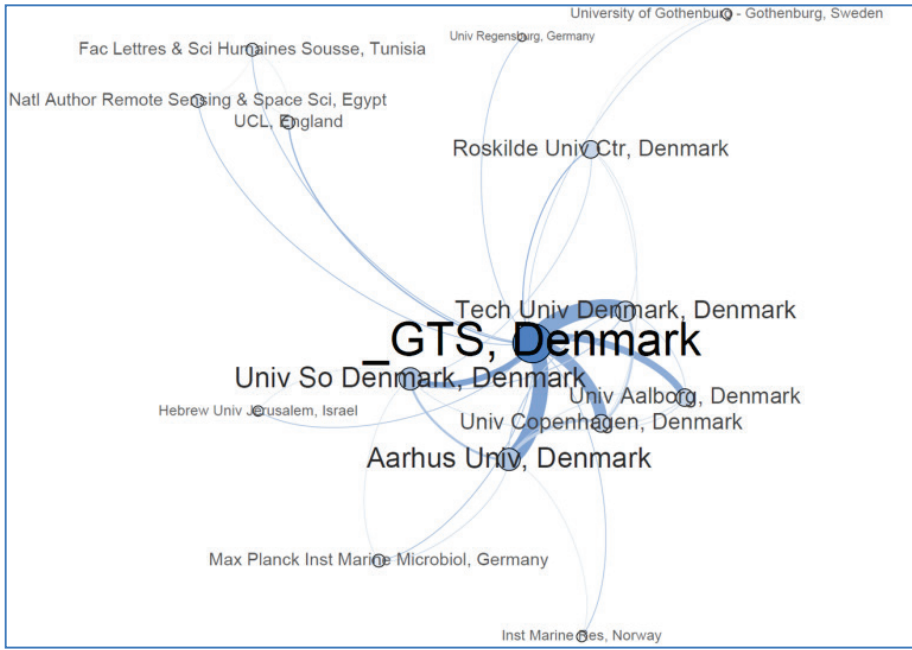 University of Gothenburg - Gothenburg, Sweden
Univ Regensburg, Germany
Fac Lettres & Sci Humaines Sousse, Tunisia
Natl Author Remote Sensing & Space Sci, Egypt
UCL, England
Roskilde Univ Ctr, Denmark
Tech Univ Denmark, Denmark
_GTS, Denmark
Univ So Denmark, Denmark
Univ Aalborg, Denmark
Hebrew Univ Jerusalem, Israel
Univ Copenhagen, Denmark
Aarhus Univ, Denmark
Max Planck Inst Marine Microbiol, Germany
Inst Marine Res, Norway